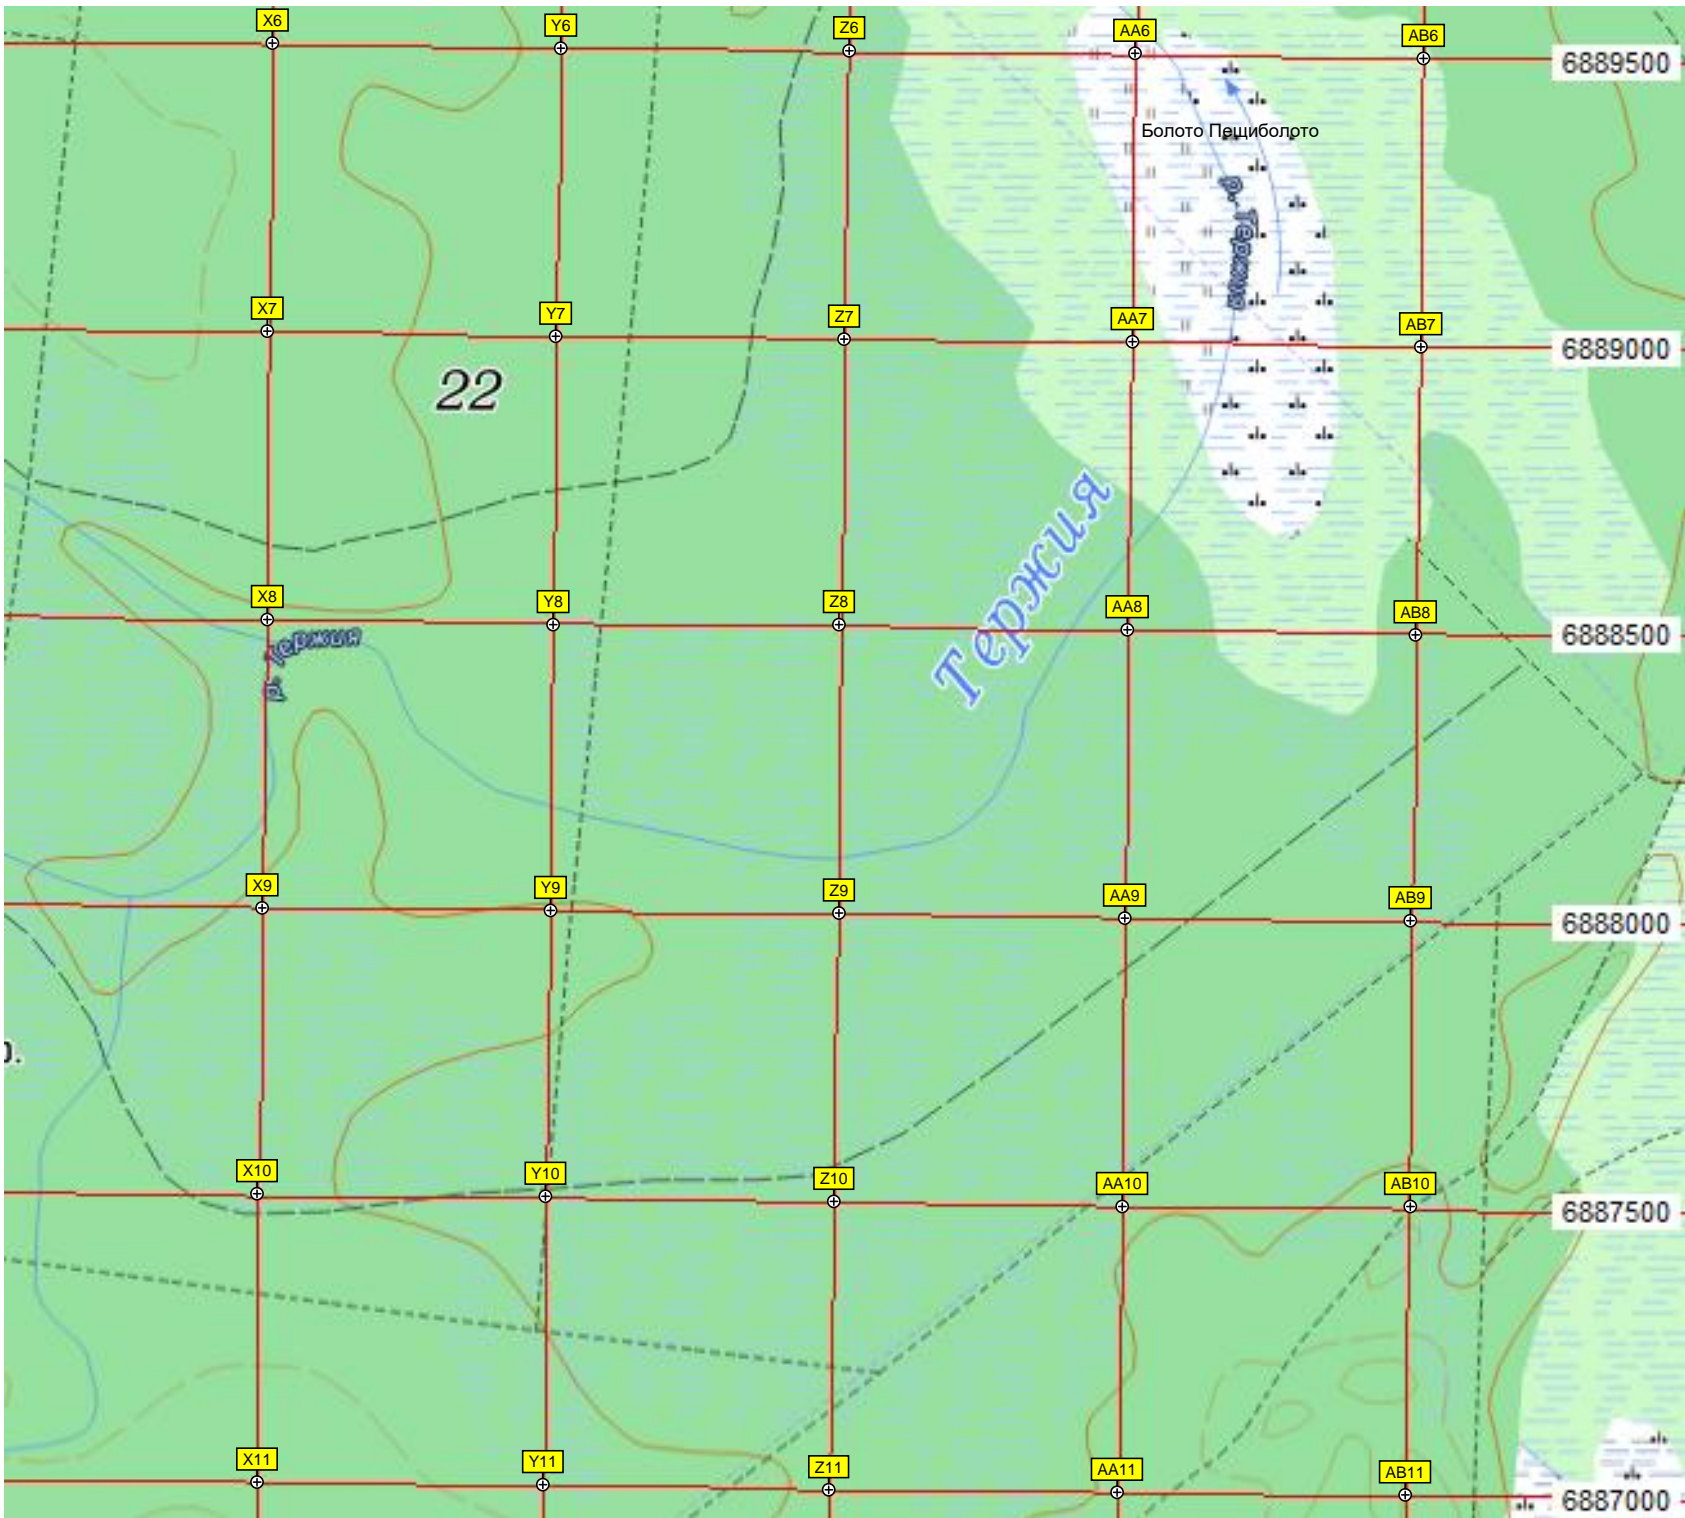 X6
Y6
Z6
AA6
AB6
6889500
Болото Пещиболото
р. Тержия
X7
Y7
Z7
AA7
AB7
6889000
22
Тержия
X8
Y8
Z8
AA8
AB8
6888500
р. Тержия
X9
Y9
Z9
AA9
AB9
6888000
X10
Y10
Z10
AA10
AB10
6887500
X11
Y11
Z11
AA11
AB11
6887000